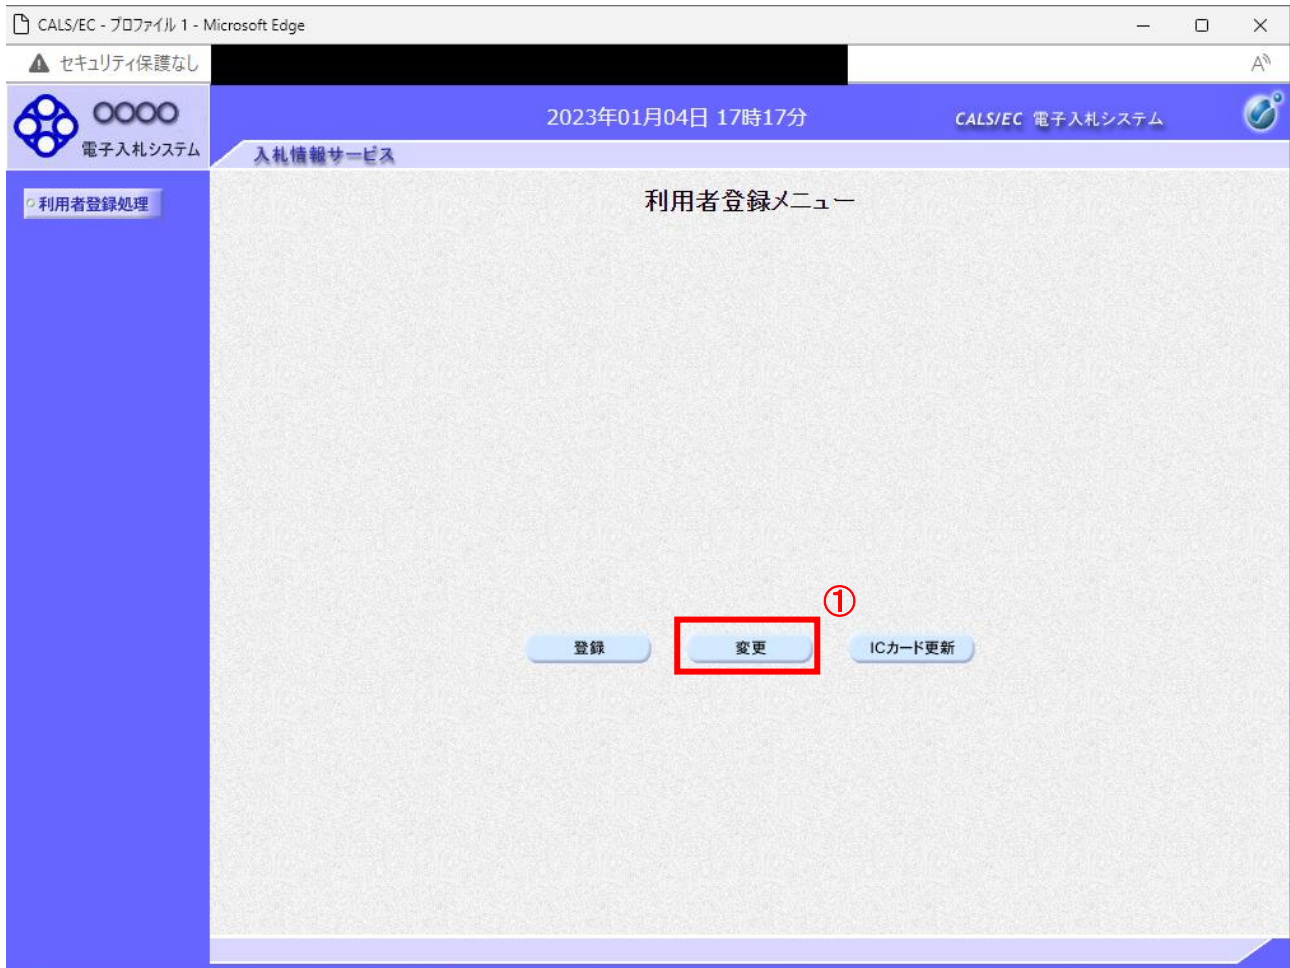 CALS/EC - プロファイル 1 - Microsoft Edge
セキュリティ保護なし
○○○○
電子入札システム
2023年01月04日 17時17分
CALS/EC 電子入札システム
入札情報サービス
利用者登録処理
利用者登録メニュー
①
登録
変更
ICカード更新